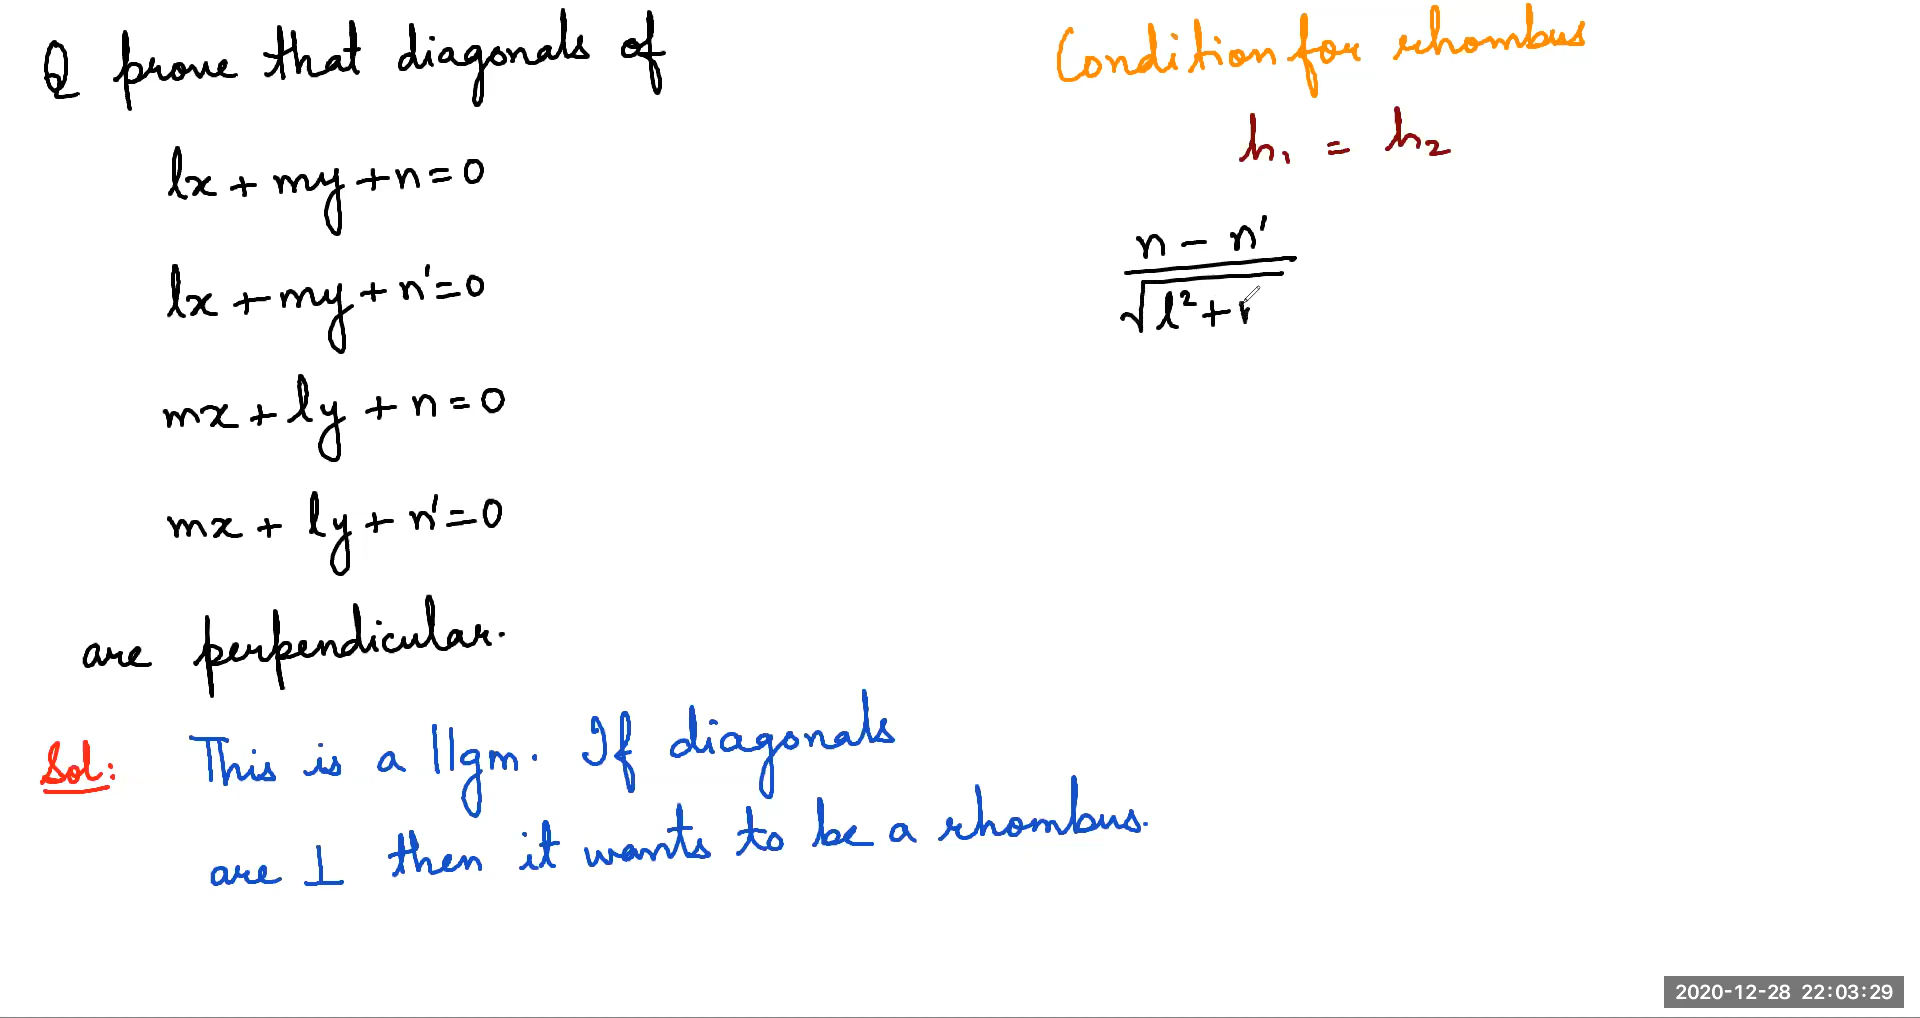 Q prove that diagonals of
lx + my + n = 0
lx + my + n' = 0
mx + ly + n = 0
mx + ly + n' = 0
are perpendicular.
Sol: This is a ||gm. If diagonals
are ⊥ then it wants to be a rhombus.
Condition for rhombus
h₁ = h₂
n - n'
√l² +
2020-12-28 22:03:29